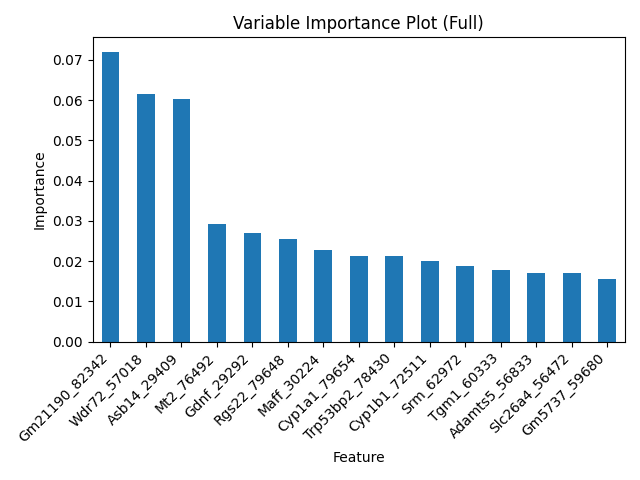 Variable Importance Plot (Full)
Importance
0.07
0.06
0.05
0.04
0.03
0.02
0.01
0.00
Gm21190_82342
Wdr72_57018
Asb14_29409
Mt2_76492
Gdnf_29292
Rgs22_79648
Maff_30224
Cyp1a1_79654
Trp53bp2_78430
Cyp1b1_72511
Srm_62972
Tgm1_60333
Adamts5_56833
Slc26a4_56472
Gm5737_59680
Feature